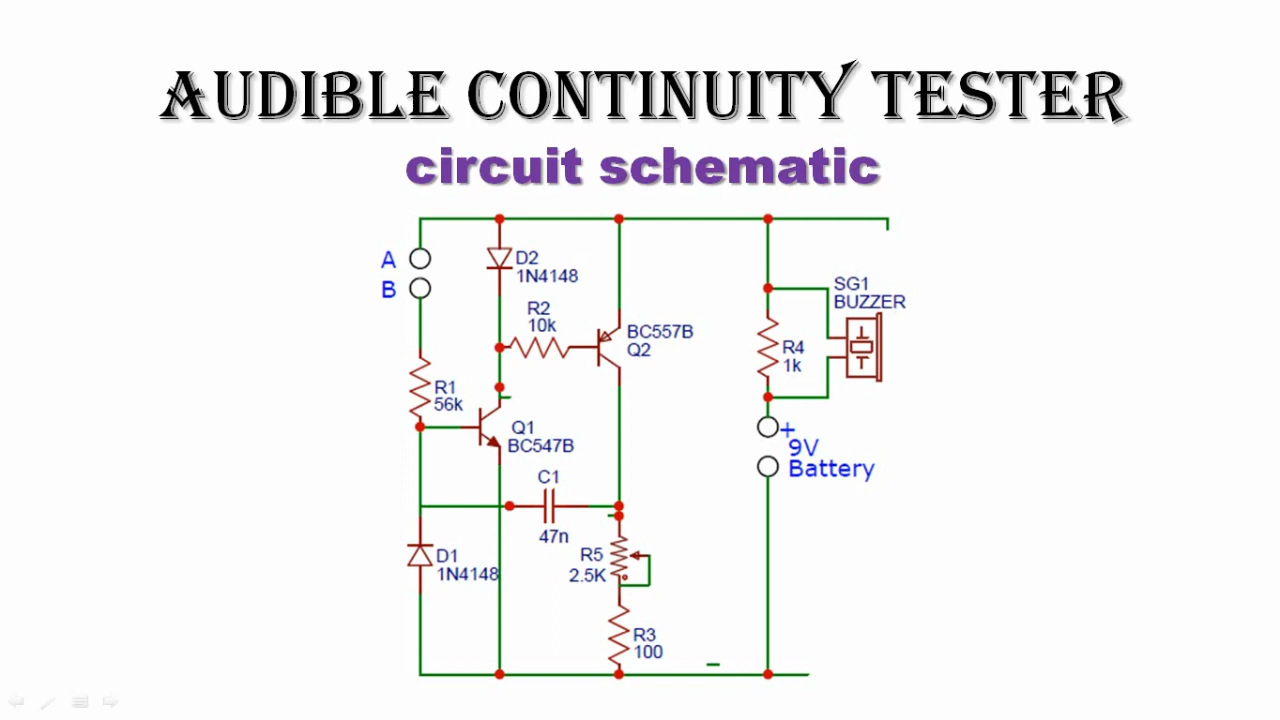 AUDIBLE CONTINUITY TESTER
circuit schematic
A
B
D2
1N4148
R2
10k
BC557B
Q2
SG1
BUZZER
R4
1k
R1
56k
Q1
BC547B
+
9V
Battery
C1
47n
D1
1N4148
R5
2.5K
R3
100